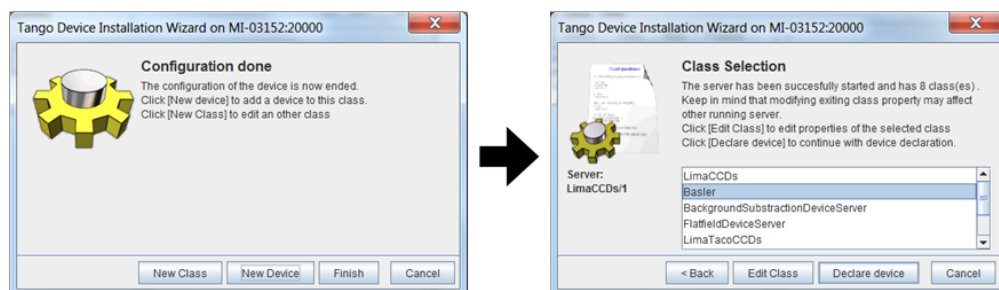 Tango Device Installation Wizard on MI-03152:20000
Configuration done
The configuration of the device is now ended.
Click [New device] to add a device to this class.
Click [New Class] to edit an other class
New Class
New Device
Finish
Cancel
Tango Device Installation Wizard on MI-03152:20000
Class Selection
The server has been succesfully started and has 8 class(es) .
Keep in mind that modifying exiting class property may affect
other running server.
Click [Edit Class] to edit properties of the selected class
Click [Declare device] to continue with device declaration.
Server:
LimaCCDs/1
LimaCCDs
Basler
BackgroundSubstractionDeviceServer
FlatfieldDeviceServer
LimaTacoCCDs
< Back
Edit Class
Declare device
Cancel